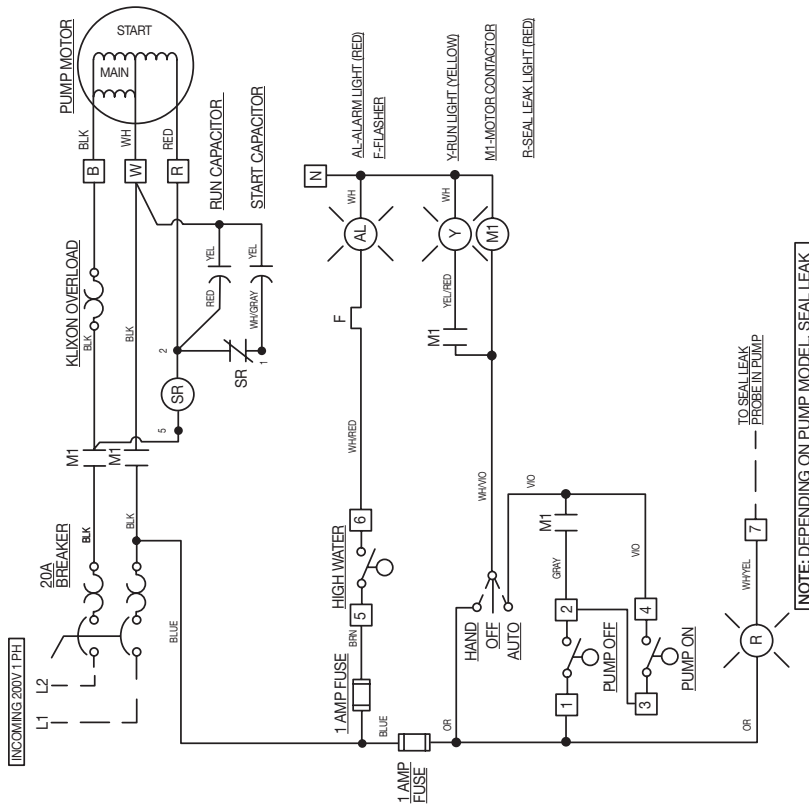 INCOMING 200V 1 PH
L1
L2
20A
BREAKER
BLK
BLK
BLUE
M1
M1
KLIXON OVERLOAD
BLK
BLK
5
SR
2
SR
1
B
W
R
BLK
WH
RED
PUMP MOTOR
START
MAIN
RED
YEL
WH/GRAY
YEL
RUN CAPACITOR
START CAPACITOR
1 AMP FUSE
BLUE
BRN
HIGH WATER
5
6
WH/RED
F
AL
WH
N
AL-ALARM LIGHT (RED)
F-FLASHER
1 AMP
FUSE
OR
HAND
OFF
AUTO
WH/VIO
VIO
M1
YEL/RED
Y
WH
M1
Y-RUN LIGHT (YELLOW)
M1-MOTOR CONTACTOR
R-SEAL LEAK LIGHT (RED)
1
2
PUMP OFF
GRAY
M1
3
4
PUMP ON
VIO
OR
R
WH/YEL
7
TO SEAL LEAK
PROBE IN PUMP
NOTE: DEPENDING ON PUMP MODEL, SEAL LEAK